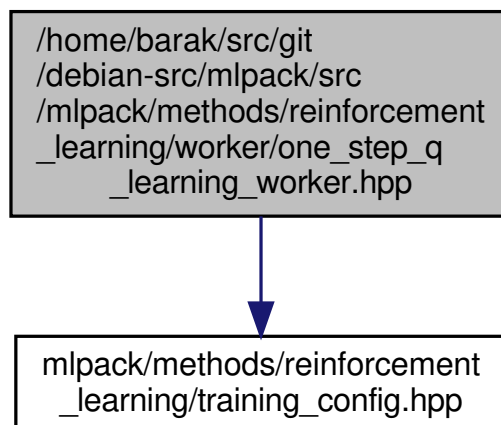 /home/barak/src/git
/debian-src/mlpack/src
/mlpack/methods/reinforcement
_learning/worker/one_step_q
_learning_worker.hpp
mlpack/methods/reinforcement
_learning/training_config.hpp